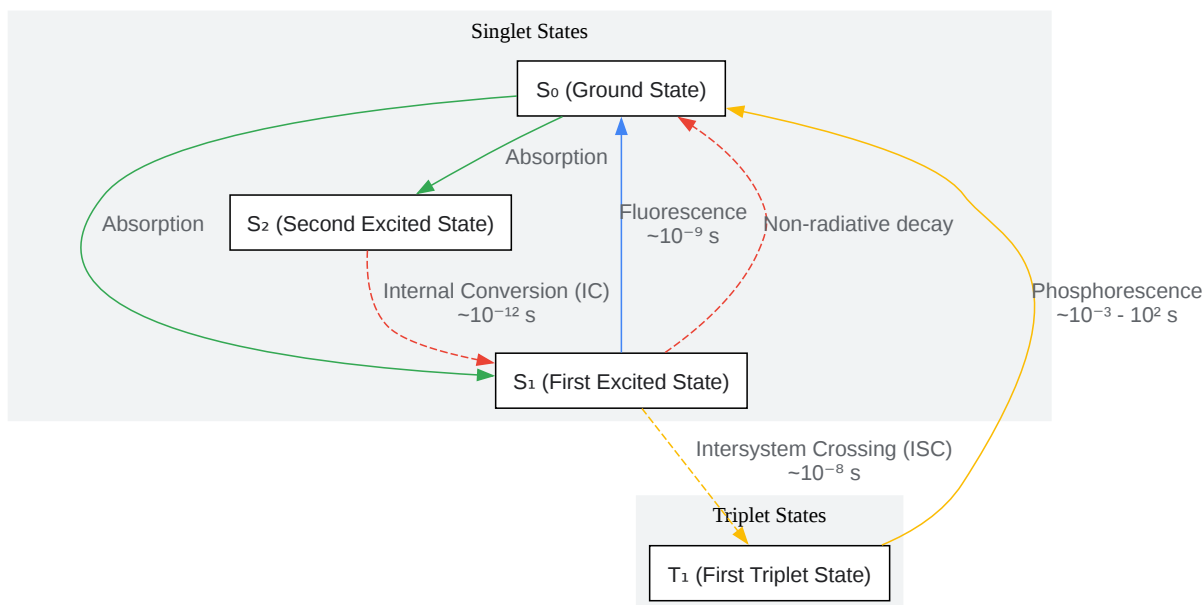 Singlet States
S₀ (Ground State)
Absorption
S₂ (Second Excited State)
Absorption
Fluorescence
~10⁻⁹ s
Non-radiative decay
Internal Conversion (IC)
~10⁻¹² s
Phosphorescence
~10⁻³ - 10² s
S₁ (First Excited State)
Intersystem Crossing (ISC)
~10⁻⁸ s
Triplet States
T₁ (First Triplet State)